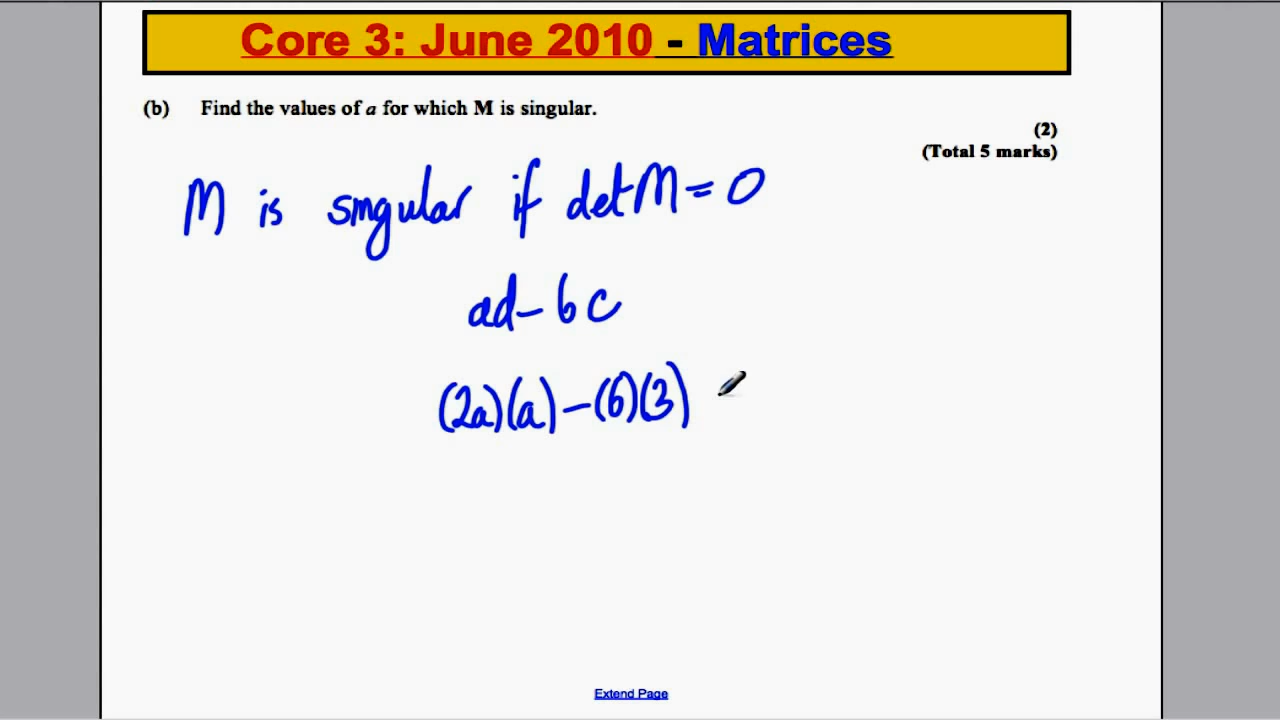 Core 3: June 2010 - Matrices
(b) Find the values of a for which M is singular.
(2)
(Total 5 marks)
M is singular if det M = 0
ad - bc
(2a)(a) - (6)(3)
Extend Page